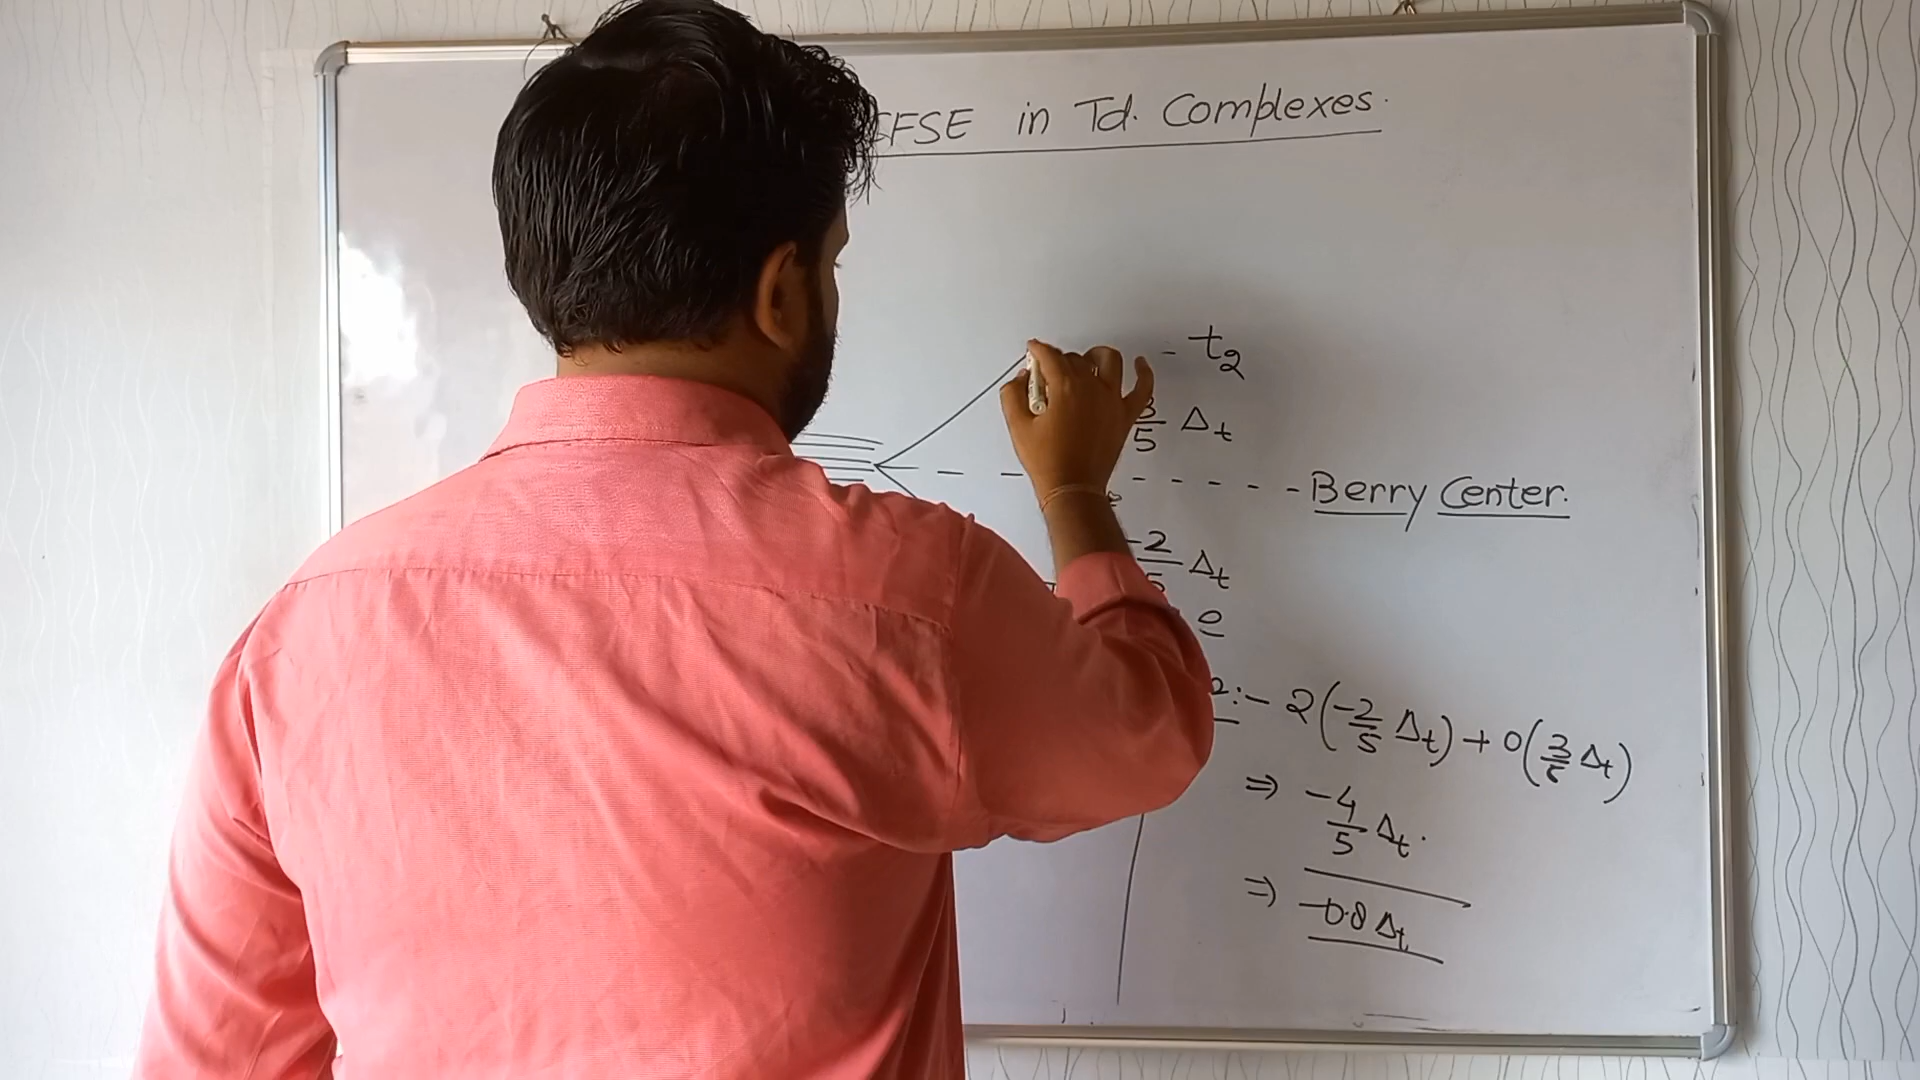 CFSE in Td. Complexes.
- t2
3/5 Δt
Berry Center.
-2/5 Δt
e
:- 2(-2/5 Δt) + 0(3/5 Δt)
⇒ -4/5 Δt.
⇒ -0.8 Δt